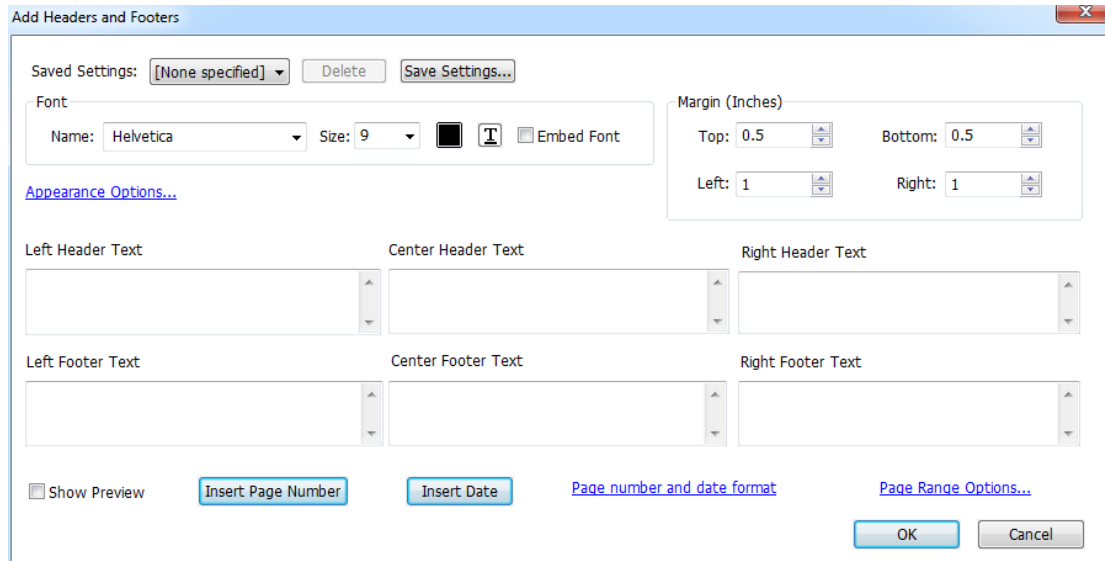 Add Headers and Footers
Saved Settings: [None specified] Delete Save Settings...
Font
Name: Helvetica Size: 9 T Embed Font
Margin (Inches)
Top: 0.5 Bottom: 0.5
Left: 1 Right: 1
Appearance Options...
Left Header Text Center Header Text Right Header Text
Left Footer Text Center Footer Text Right Footer Text
Show Preview Insert Page Number Insert Date Page number and date format Page Range Options...
OK Cancel